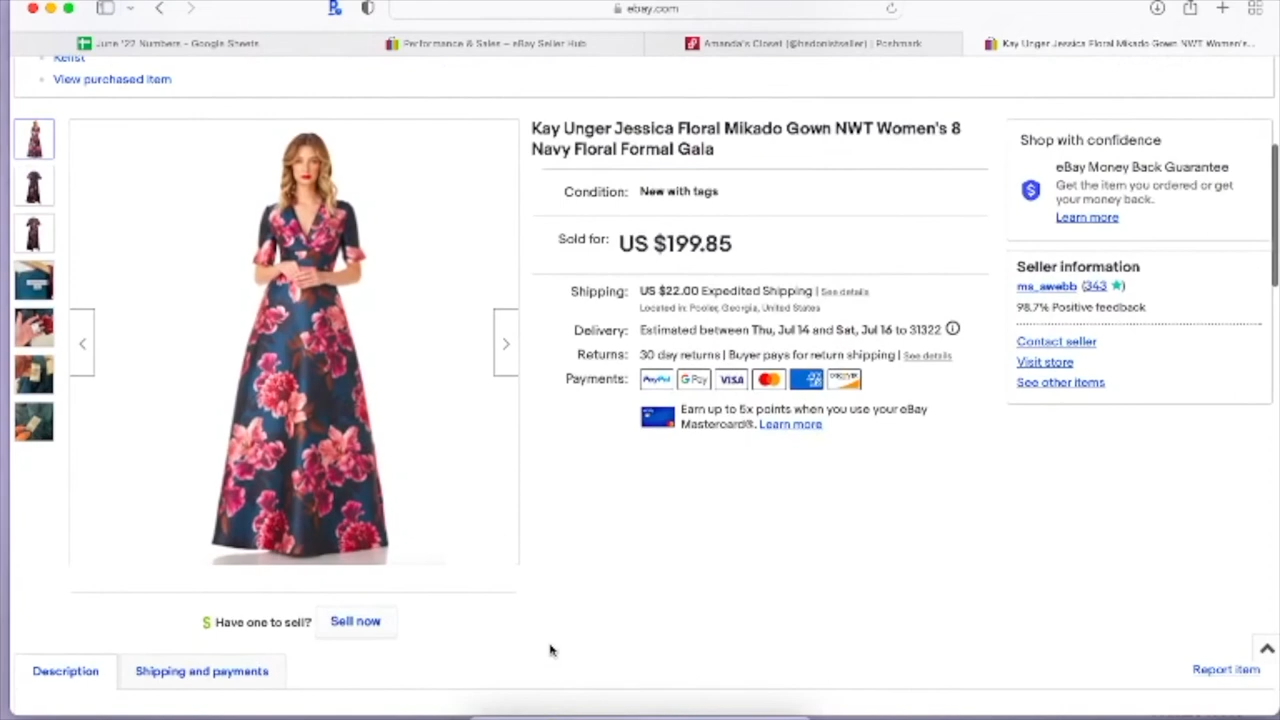 ebay.com
June '22 Numbers - Google Sheets
Performance & Sales – eBay Seller Hub
Amanda's Closet (@hedonistseller) | Poshmark
Kay Unger Jessica Floral Mikado Gown NWT Women's...
Relist
View purchased item
Kay Unger Jessica Floral Mikado Gown NWT Women's 8
Navy Floral Formal Gala
Condition: New with tags
Sold for: US $199.85
Shipping: US $22.00 Expedited Shipping | See details
Located in: Pooler, Georgia, United States
Delivery: Estimated between Thu, Jul 14 and Sat, Jul 16 to 31322
Returns: 30 day returns | Buyer pays for return shipping | See details
Payments: PayPal G Pay VISA DISCOVER
Earn up to 5x points when you use your eBay
Mastercard®. Learn more
Shop with confidence
eBay Money Back Guarantee
Get the item you ordered or get
your money back.
Learn more
Seller information
ms_awebb (343)
98.7% Positive feedback
Contact seller
Visit store
See other items
$ Have one to sell? Sell now
Description
Shipping and payments
Report item